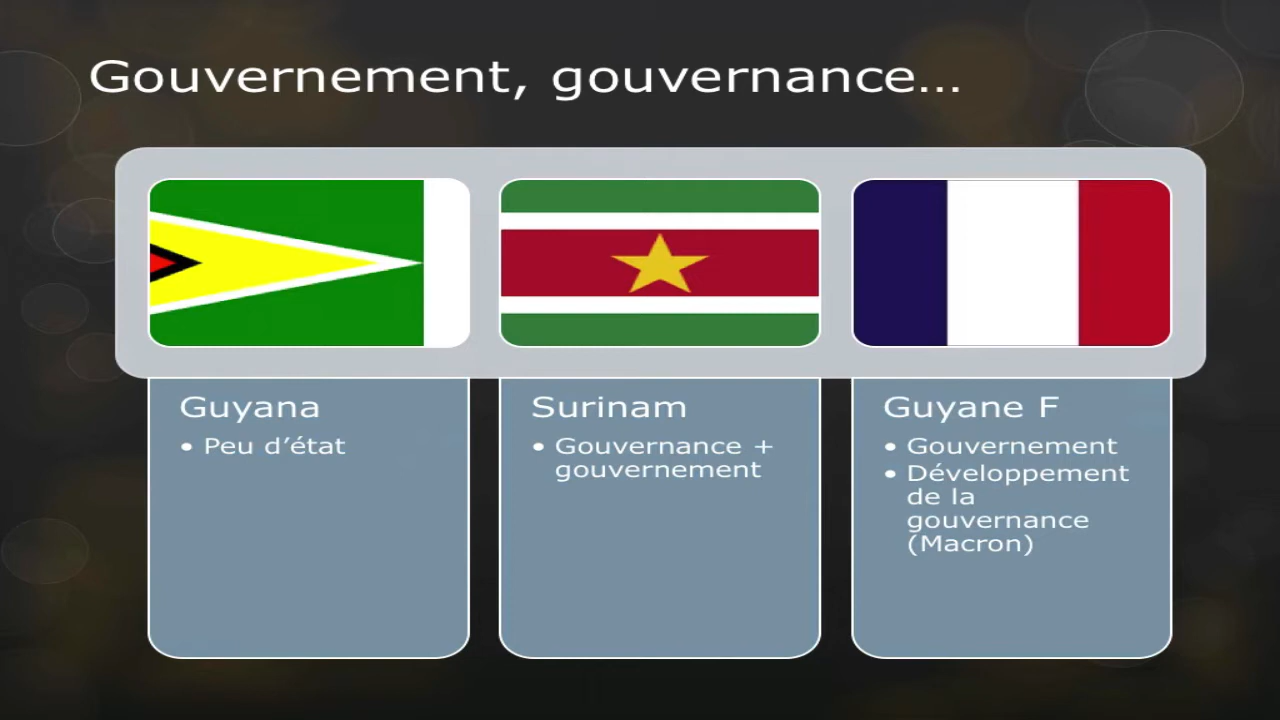 Gouvernement, gouvernance...
Guyana
• Peu d'état
Surinam
• Gouvernance +
gouvernement
Guyane F
• Gouvernement
• Développement
de la
gouvernance
(Macron)